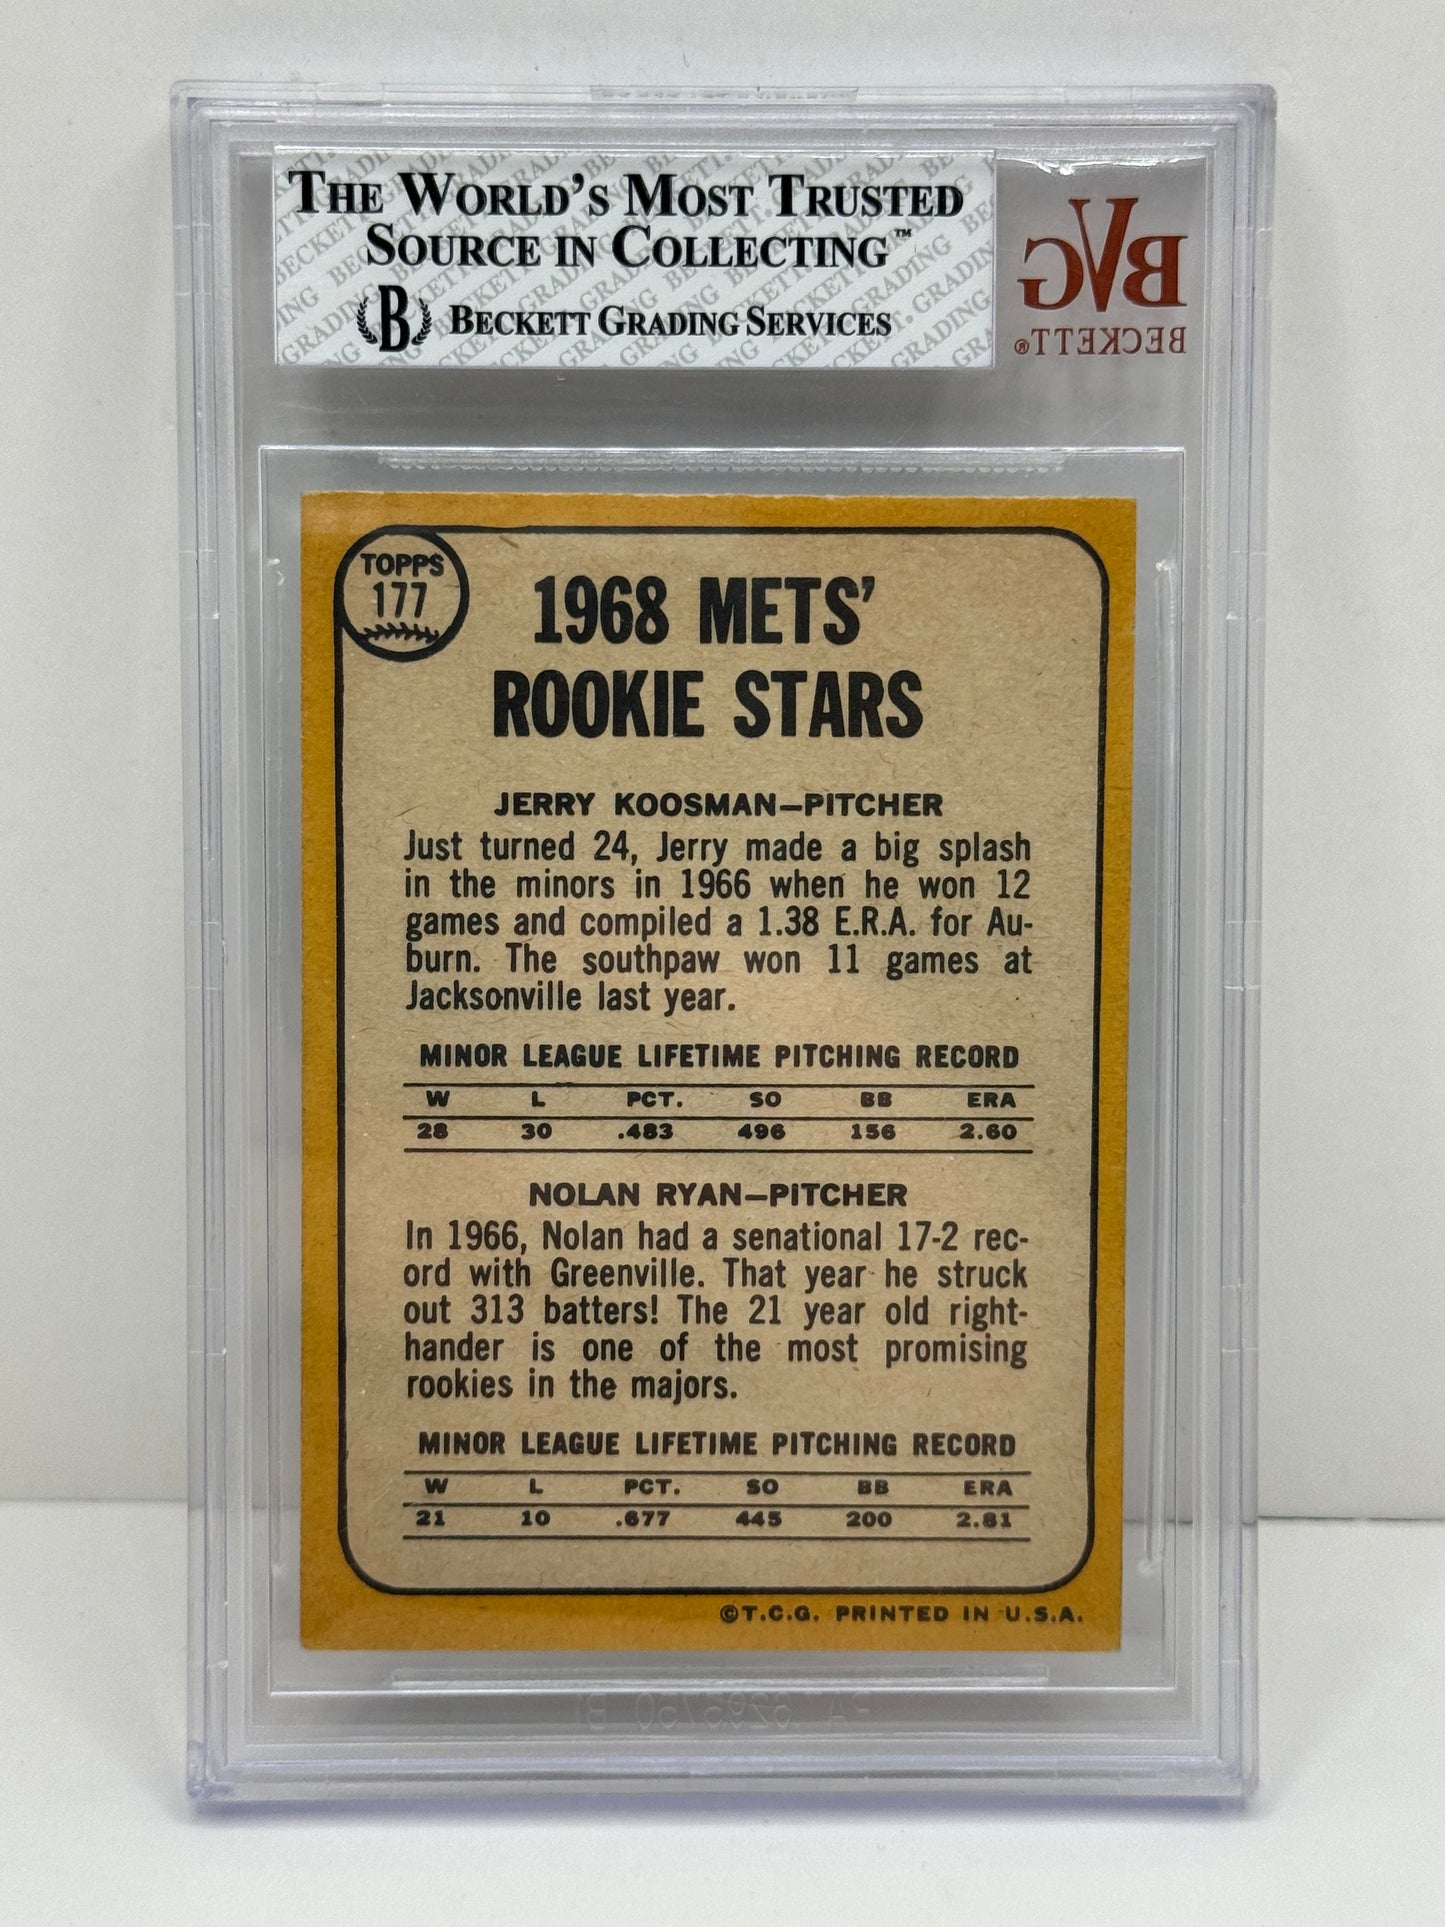 THE WORLD'S MOST TRUSTED
SOURCE IN COLLECTING™
B BECKETT GRADING SERVICES
BVG
BECKETT®
TOPPS
177
1968 METS'
ROOKIE STARS
JERRY KOOSMAN—PITCHER
Just turned 24, Jerry made a big splash
in the minors in 1966 when he won 12
games and compiled a 1.38 E.R.A. for Au-
burn. The southpaw won 11 games at
Jacksonville last year.
MINOR LEAGUE LIFETIME PITCHING RECORD
W L PCT. SO BB ERA
28 30 .483 496 156 2.60
NOLAN RYAN—PITCHER
In 1966, Nolan had a senational 17-2 rec-
ord with Greenville. That year he struck
out 313 batters! The 21 year old right-
hander is one of the most promising
rookies in the majors.
MINOR LEAGUE LIFETIME PITCHING RECORD
W L PCT. SO BB ERA
21 10 .677 445 200 2.81
©T.C.G. PRINTED IN U.S.A.